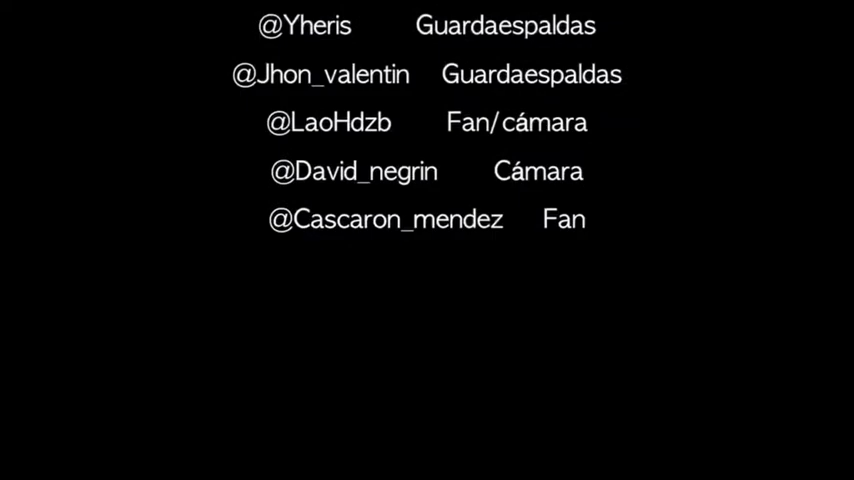 @Yheris Guardaespaldas
@Jhon_valentin Guardaespaldas
@LaoHdzb Fan/cámara
@David_negrin Cámara
@Cascaron_mendez Fan